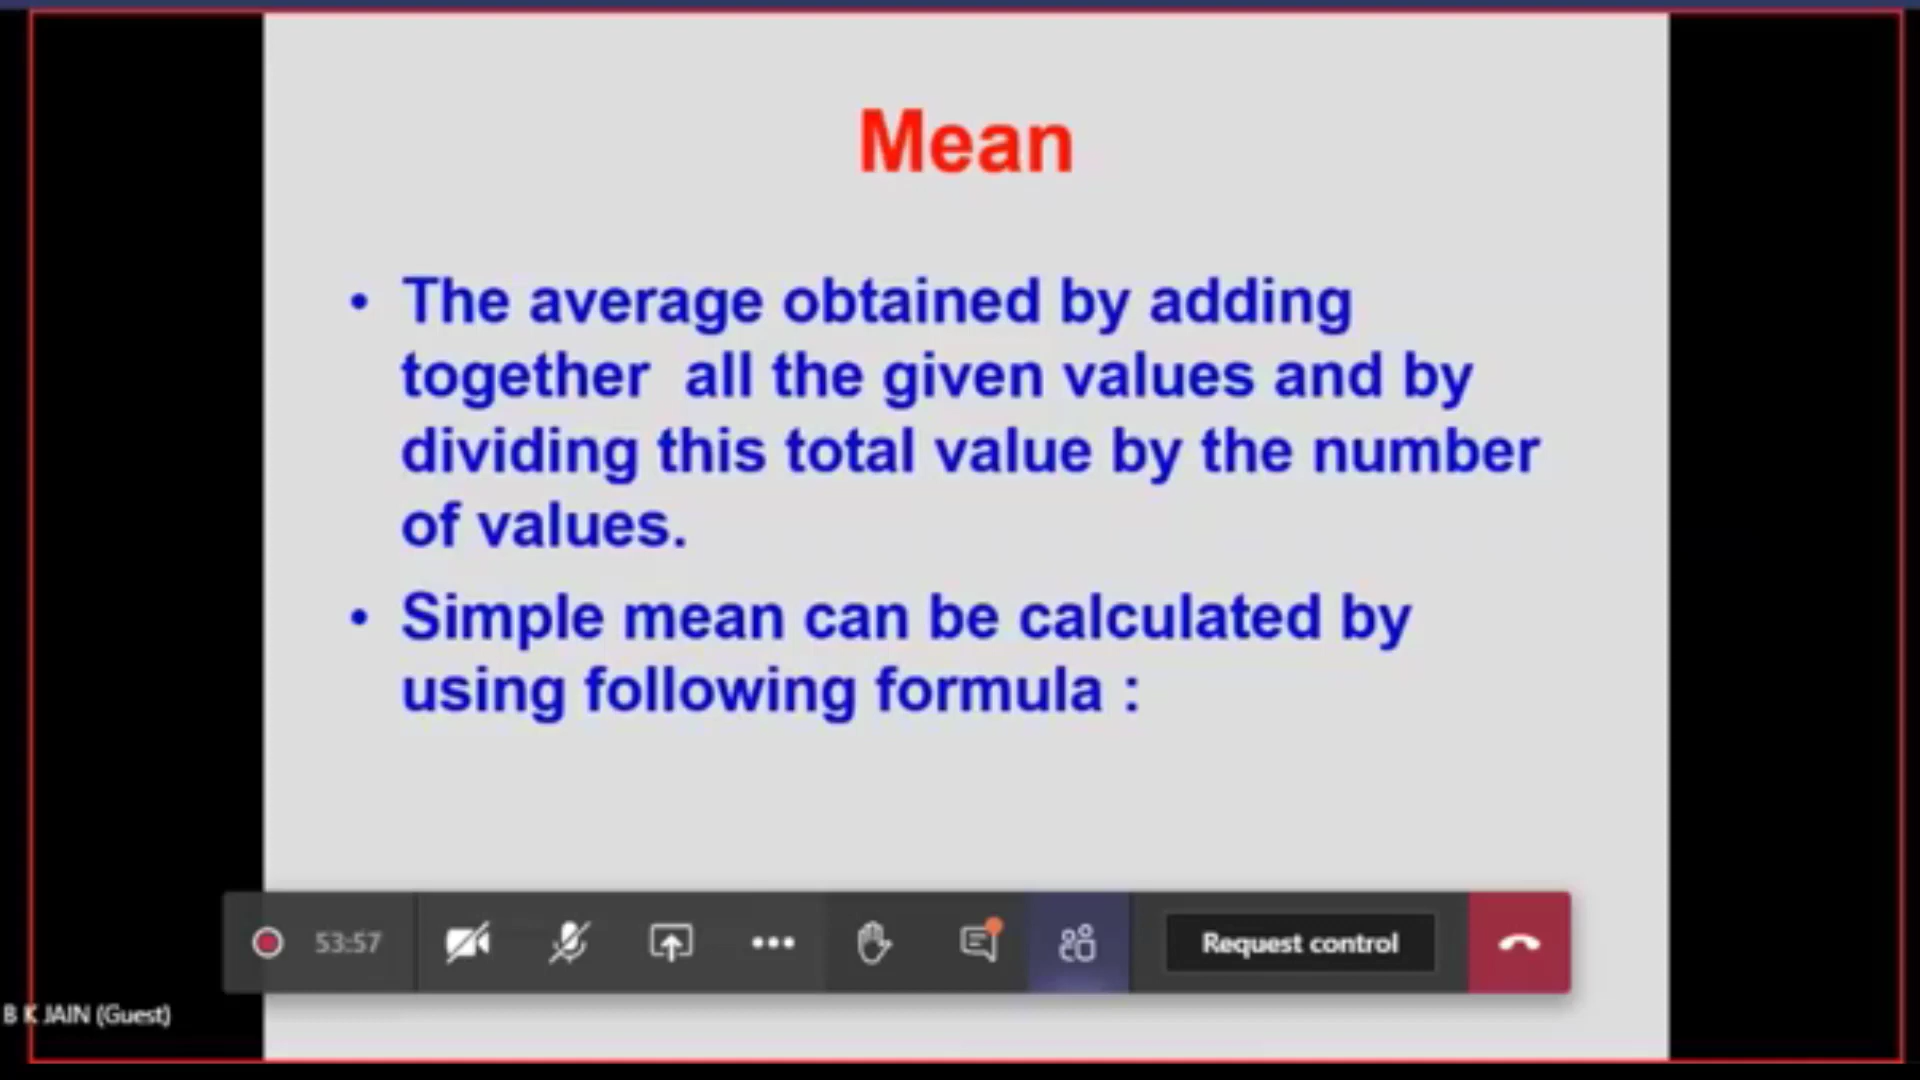 Mean
• The average obtained by adding
together all the given values and by
dividing this total value by the number
of values.
• Simple mean can be calculated by
using following formula :
53:57
Request control
B K JAIN (Guest)